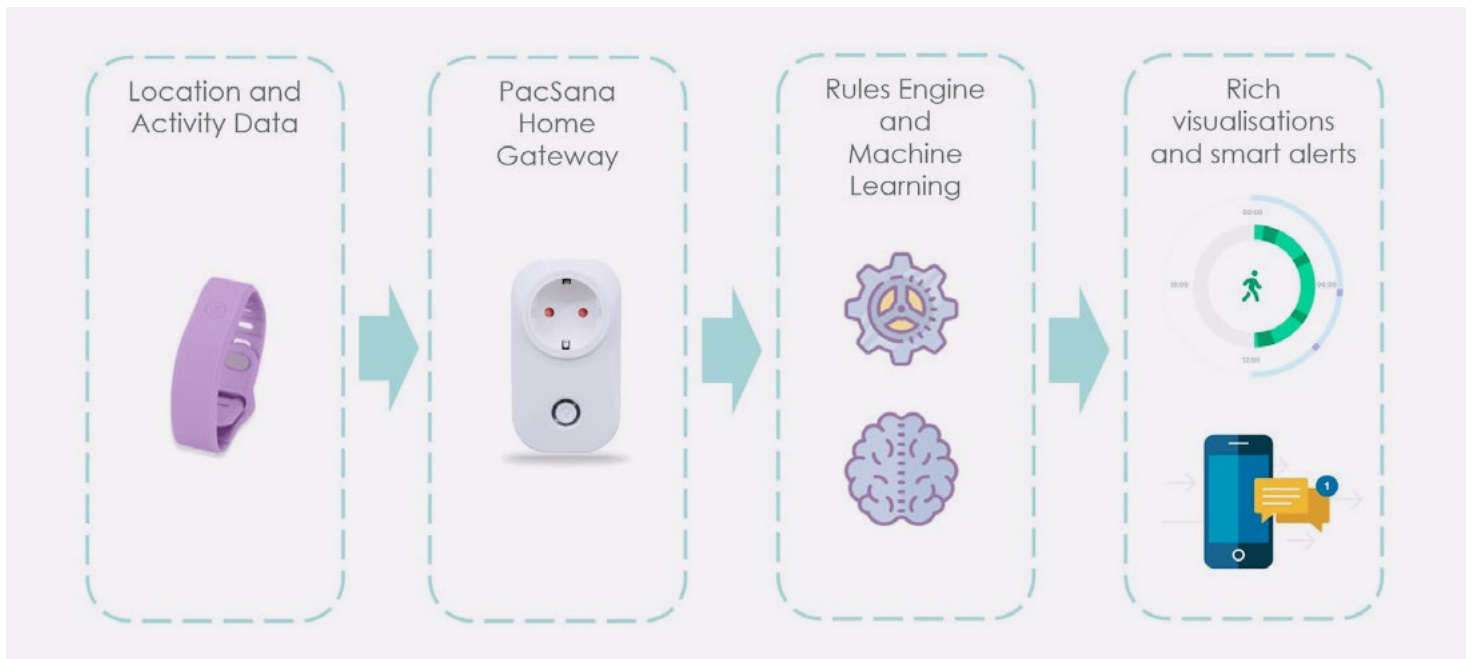 Location and
Activity Data
PacSana
Home
Gateway
Rules Engine
and
Machine
Learning
Rich
visualisations
and smart alerts
00:00
18:00
06:00
12:00
1